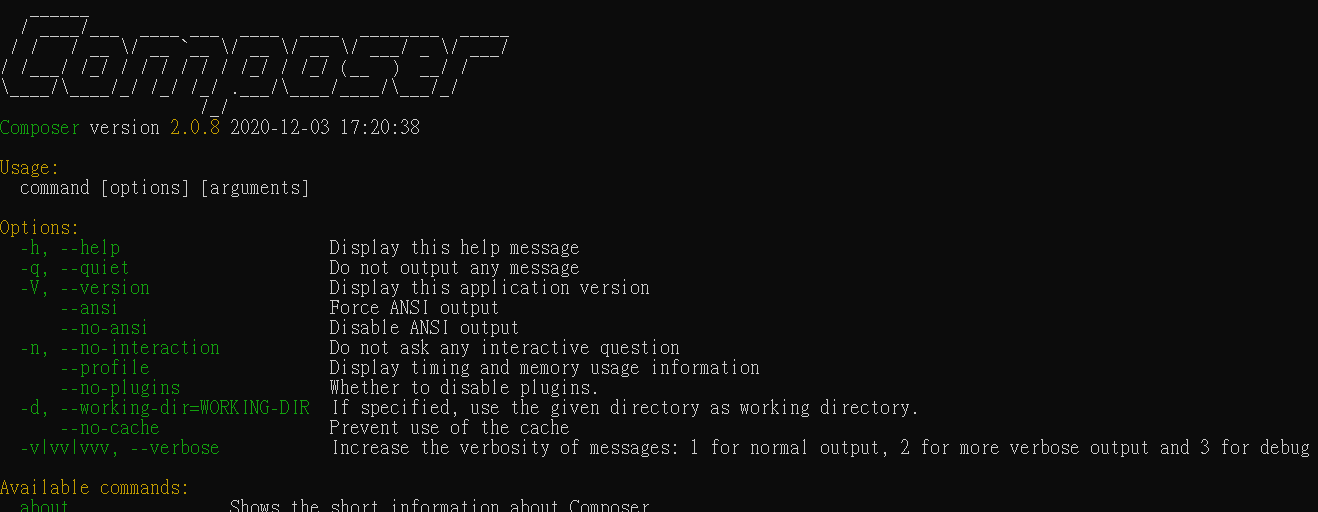 Composer
Composer version 2.0.8 2020-12-03 17:20:38
Usage:
command [options] [arguments]
Options:
-h, --help Display this help message
-q, --quiet Do not output any message
-V, --version Display this application version
--ansi Force ANSI output
--no-ansi Disable ANSI output
-n, --no-interaction Do not ask any interactive question
--profile Display timing and memory usage information
--no-plugins Whether to disable plugins.
-d, --working-dir=WORKING-DIR If specified, use the given directory as working directory.
--no-cache Prevent use of the cache
-v|vv|vvv, --verbose Increase the verbosity of messages: 1 for normal output, 2 for more verbose output and 3 for debug
Available commands:
about Shows the short information about Composer